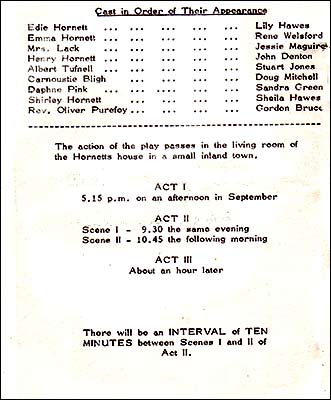 Cast in Order of Their Appearance
Edie Hornett ... ... ... ... ... Lily Hawes
Emma Hornett ... ... ... ... ... Rene Welsford
Mrs. Lack ... ... ... ... ... Jessie Maguire
Henry Hornett ... ... ... ... ... John Denton
Albert Tufnell ... ... ... ... ... Stuart Jones
Carnoustie Bligh ... ... ... ... ... Doug Mitchell
Daphne Pink ... ... ... ... ... Sandra Green
Shirley Hornett ... ... ... ... ... Sheila Hawes
Rev. Oliver Purefoy ... ... ... ... ... Gordon Bruce
The action of the play passes in the living room of
the Hornetts house in a small inland town.
ACT I
5.15 p.m. on an afternoon in September
ACT II
Scene I - 9.30 the same evening
Scene II - 10.45 the following morning
ACT III
About an hour later
There will be an INTERVAL of TEN
MINUTES between Scenes I and II of
Act II.